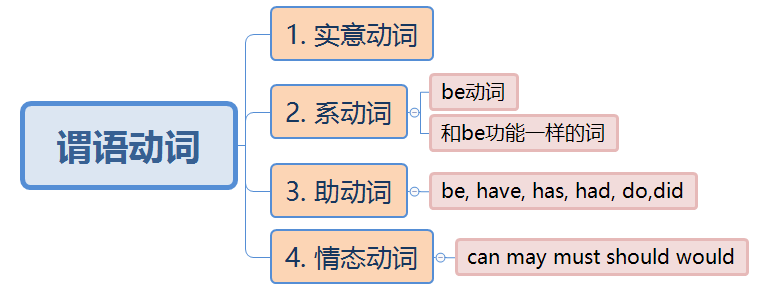 谓语动词
1. 实意动词
2. 系动词
be动词
和be功能一样的词
3. 助动词
be, have, has, had, do,did
4. 情态动词
can may must should would